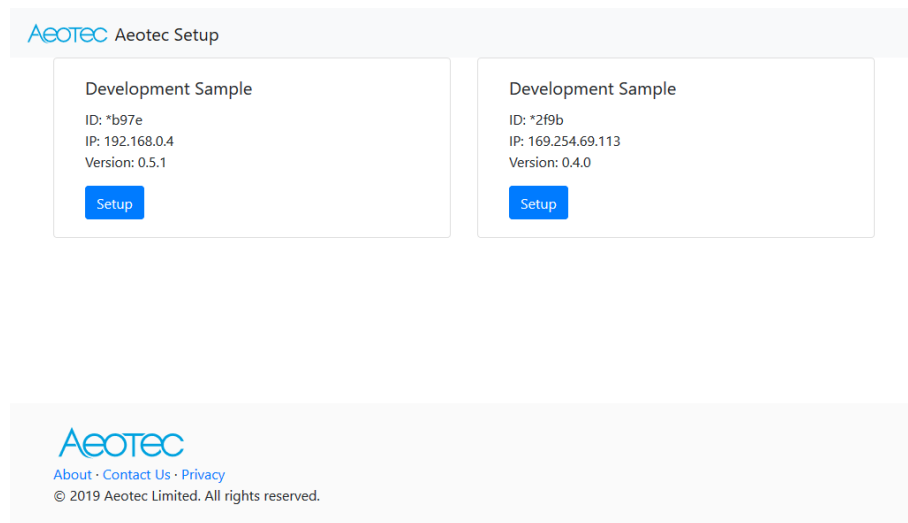 Aeotec Aeotec Setup
Development Sample
ID: *b97e
IP: 192.168.0.4
Version: 0.5.1
Setup
Development Sample
ID: *2f9b
IP: 169.254.69.113
Version: 0.4.0
Setup
Aeotec
About · Contact Us · Privacy
© 2019 Aeotec Limited. All rights reserved.